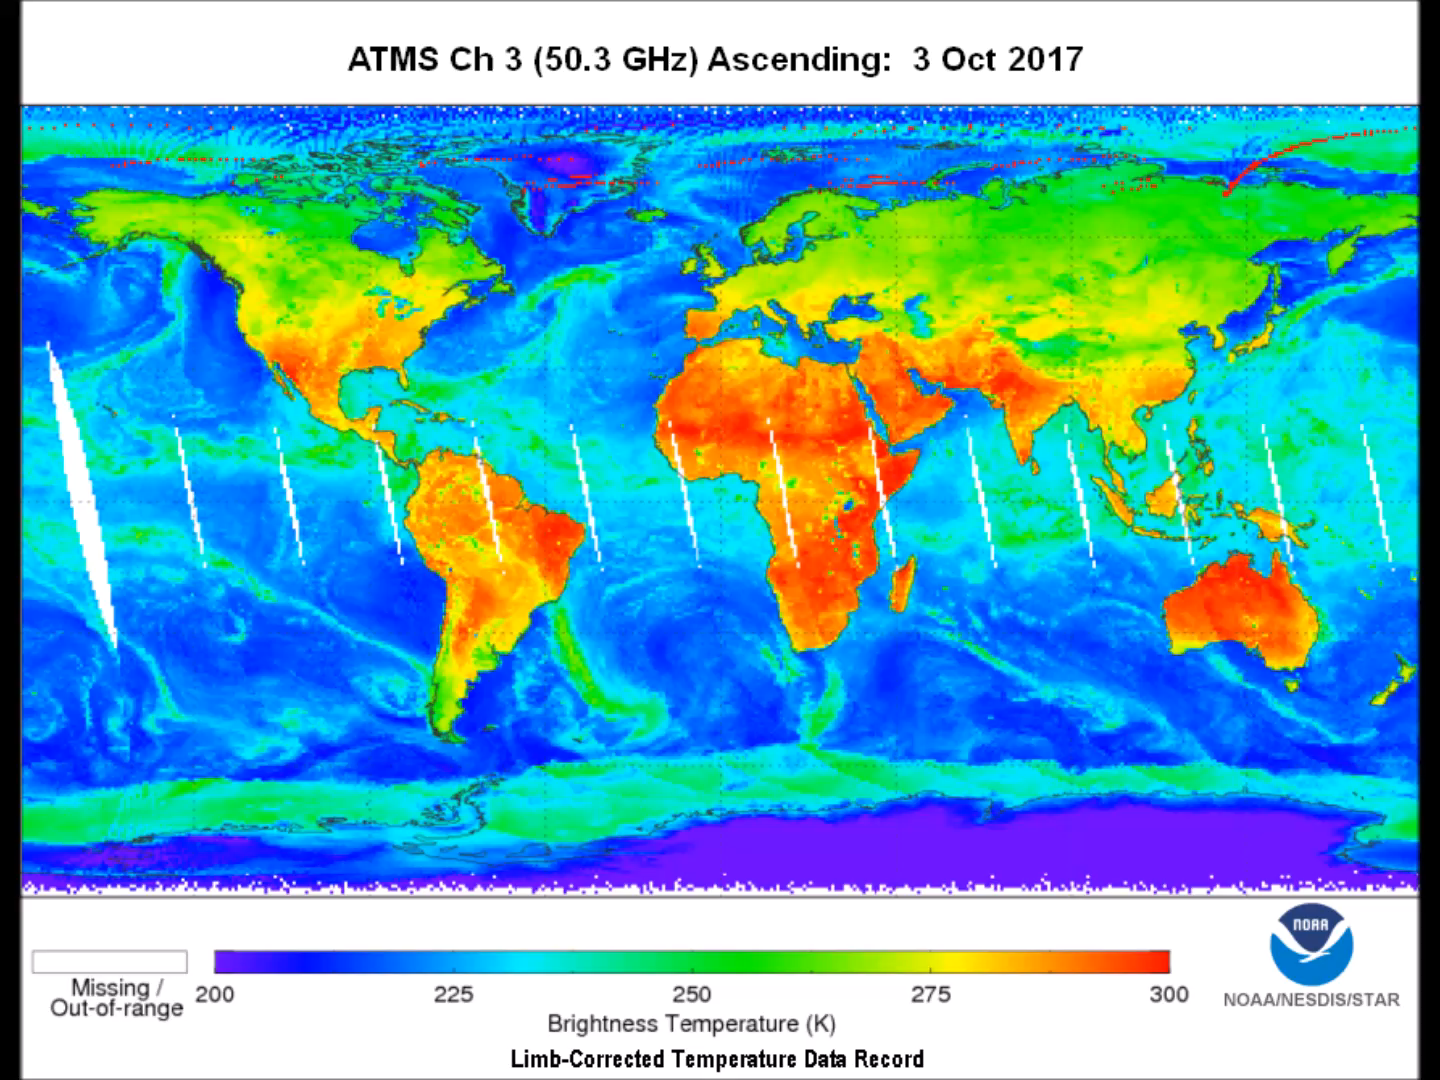 ATMS Ch 3 (50.3 GHz) Ascending: 3 Oct 2017
Missing /
Out-of-range
200 225 250 275 300
Brightness Temperature (K)
Limb-Corrected Temperature Data Record
NOAA
NOAA/NESDIS/STAR